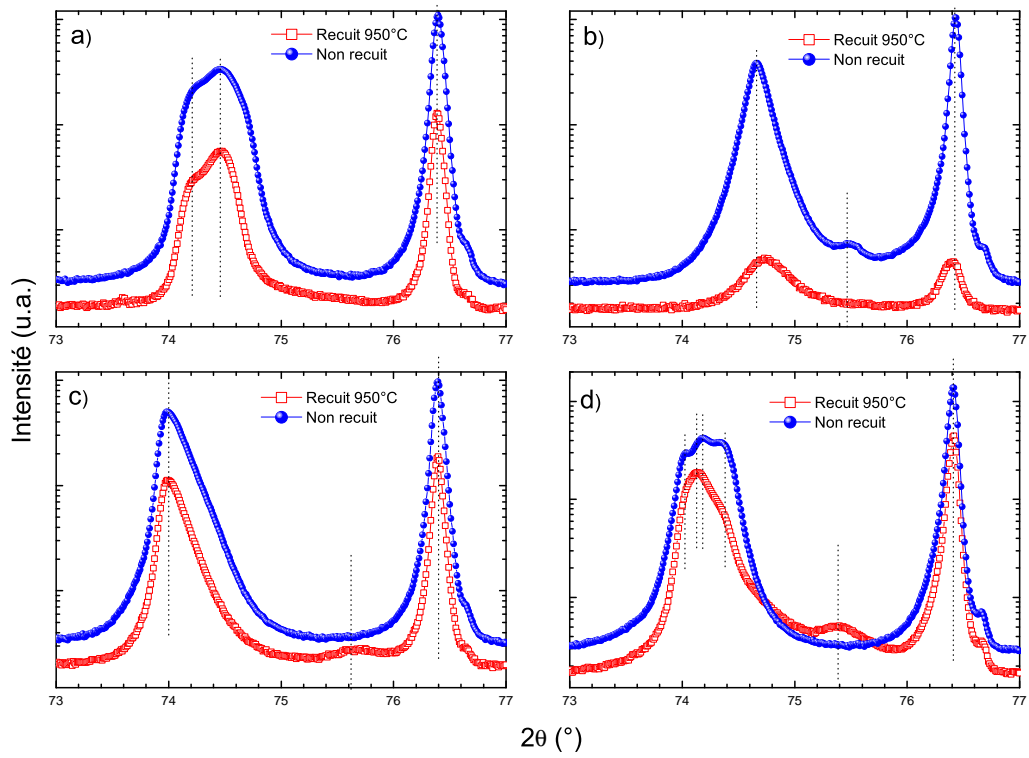 a)
Recuit 950°C
Non recuit
73
74
75
76
77
b)
Recuit 950°C
Non recuit
73
74
75
76
77
Intensité (u.a.)
c)
Recuit 950°C
Non recuit
73
74
75
76
77
d)
Recuit 950°C
Non recuit
73
74
75
76
77
2θ (°)